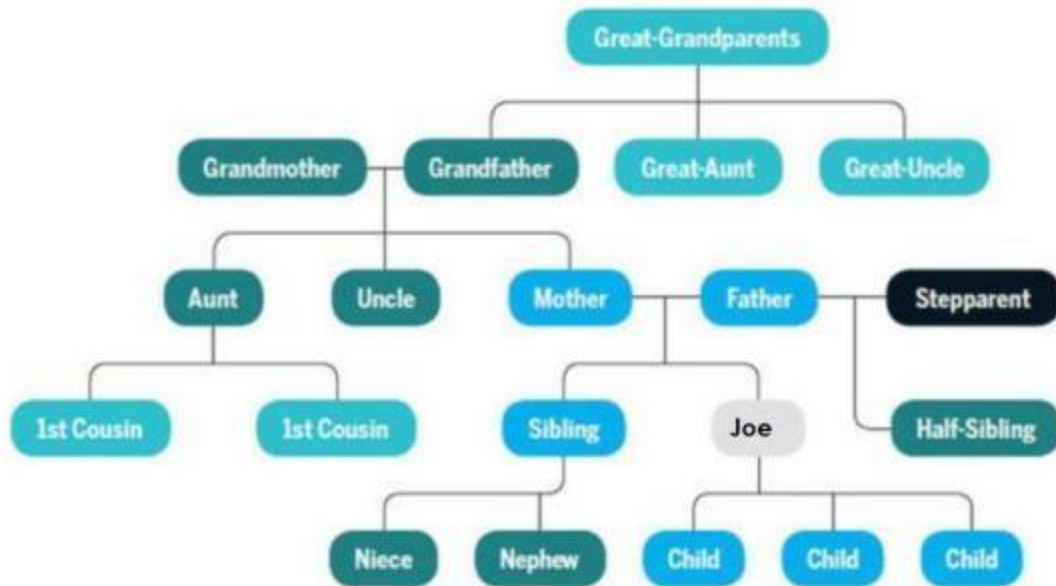 Great-Grandparents
Grandmother
Grandfather
Great-Aunt
Great-Uncle
Aunt
Uncle
Mother
Father
Stepparent
1st Cousin
1st Cousin
Sibling
Joe
Half-Sibling
Niece
Nephew
Child
Child
Child